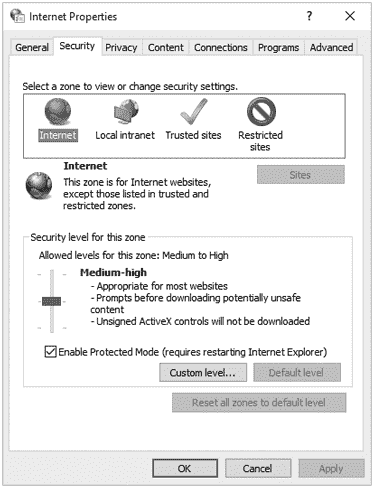 Internet Properties
General Security Privacy Content Connections Programs Advanced
Select a zone to view or change security settings.
Internet Local intranet Trusted sites Restricted
sites
Internet
This zone is for Internet websites,
except those listed in trusted and
restricted zones.
Sites
Security level for this zone
Allowed levels for this zone: Medium to High
Medium-high
- Appropriate for most websites
- Prompts before downloading potentially unsafe
content
- Unsigned ActiveX controls will not be downloaded
Enable Protected Mode (requires restarting Internet Explorer)
Custom level... Default level
Reset all zones to default level
OK Cancel Apply